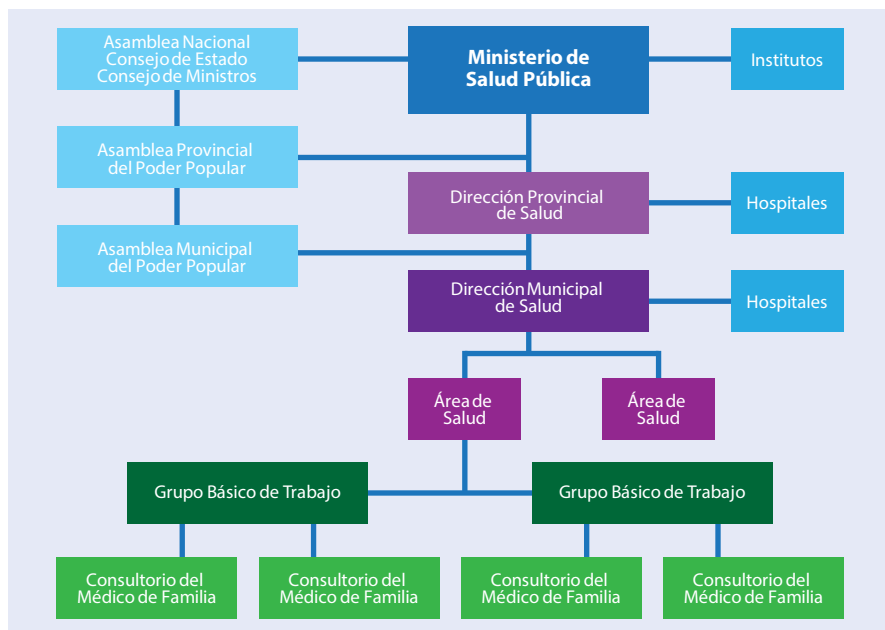 Asamblea Nacional
Consejo de Estado
Consejo de Ministros
Ministerio de
Salud Pública
Institutos
Asamblea Provincial
del Poder Popular
Dirección Provincial
de Salud
Hospitales
Asamblea Municipal
del Poder Popular
Dirección Municipal
de Salud
Hospitales
Área de
Salud
Área de
Salud
Grupo Básico de Trabajo
Grupo Básico de Trabajo
Consultorio del
Médico de Familia
Consultorio del
Médico de Familia
Consultorio del
Médico de Familia
Consultorio del
Médico de Familia